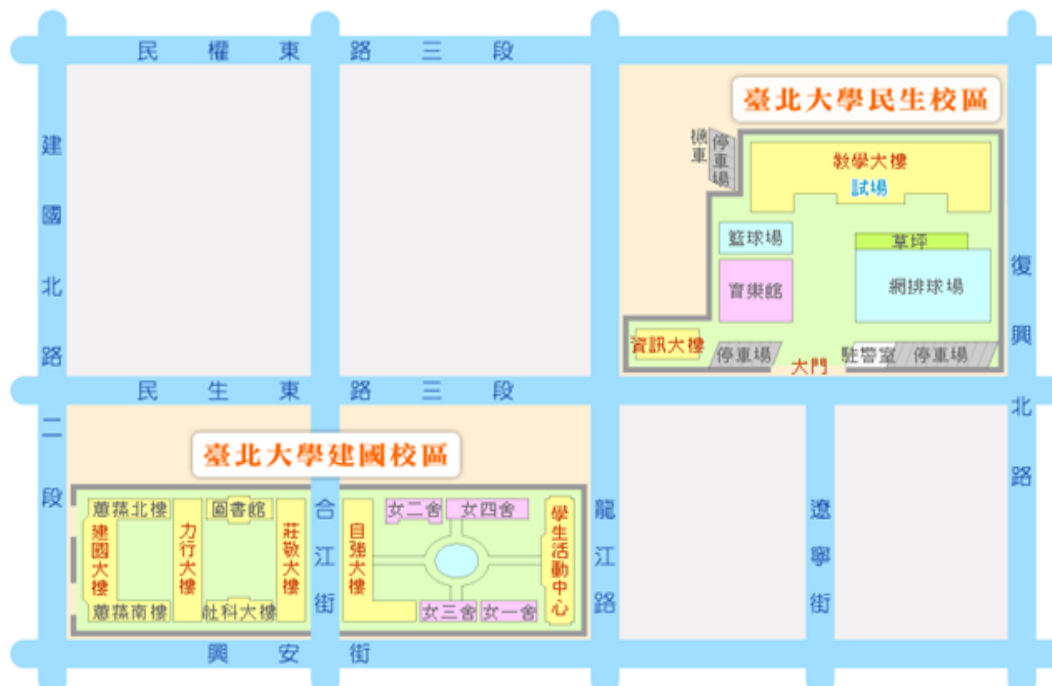 民權東路三段
臺北大學民生校區
建國北路二段
機車
停車場
教學大樓
試場
籃球場
草坪
育樂館
網排球場
復興北路
資訊大樓
停車場
大門
駐警室
停車場
民生東路三段
臺北大學建國校區
蕙蓀北樓
圖書館
女二舍
女四舍
建國大樓
力行大樓
莊敬大樓
合江街
自強大樓
學生活動中心
龍江路
遼寧街
蕙蓀南樓
社科大樓
女三舍
女一舍
興安街